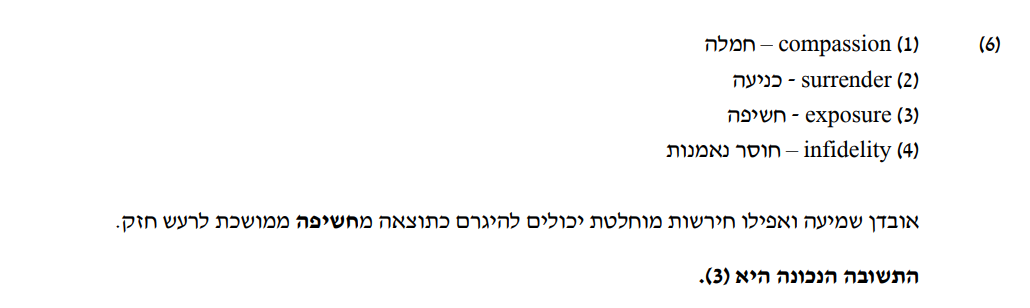 (6) (1) compassion – חמלה
(2) surrender - כניעה
(3) exposure - חשיפה
(4) infidelity – חוסר נאמנות
אובדן שמיעה ואפילו חירשות מוחלטת יכולים להיגרם כתוצאה מחשיפה ממושכת לרעש חזק.
התשובה הנכונה היא (3).